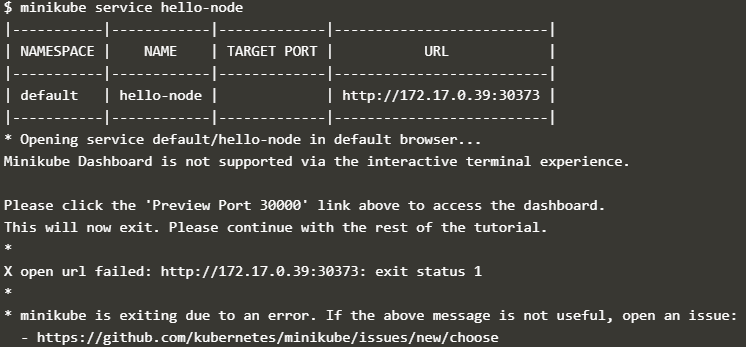 $ minikube service hello-node
|-----------|------------|-------------|--------------------------|
| NAMESPACE |    NAME    | TARGET PORT |           URL            |
|-----------|------------|-------------|--------------------------|
| default   | hello-node |             | http://172.17.0.39:30373 |
|-----------|------------|-------------|--------------------------|
* Opening service default/hello-node in default browser...
Minikube Dashboard is not supported via the interactive terminal experience.

Please click the 'Preview Port 30000' link above to access the dashboard.
This will now exit. Please continue with the rest of the tutorial.
*
X open url failed: http://172.17.0.39:30373: exit status 1
*
* minikube is exiting due to an error. If the above message is not useful, open an issue:
  - https://github.com/kubernetes/minikube/issues/new/choose